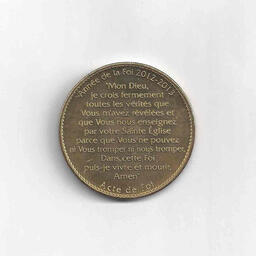 Année de la Foi 2012-2013
"Mon Dieu,
je crois fermement
toutes les vérités que
Vous m'avez révélées et
que Vous nous enseignez
par votre Sainte Église
parce que Vous ne pouvez
ni Vous tromper ni nous tromper.
Dans cette Foi,
puis-je vivre et mourir.
Amen"
Acte de Foi